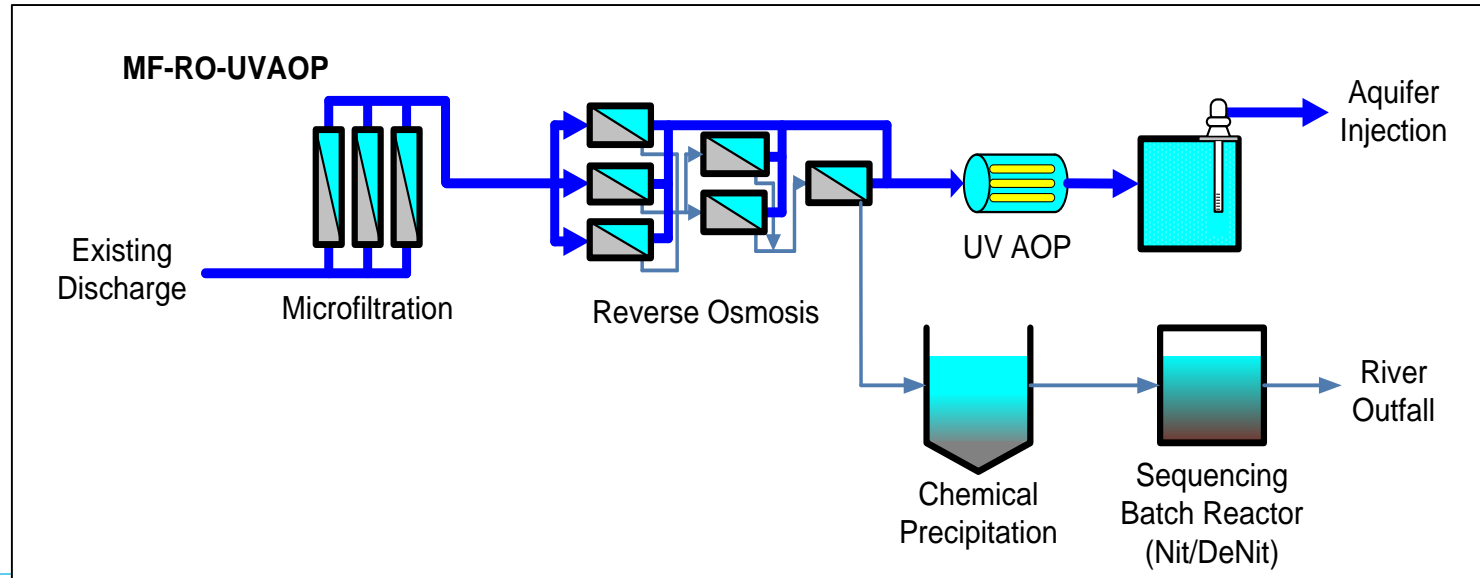 MF-RO-UVAOP
Existing
Discharge
Microfiltration
Reverse Osmosis
UV AOP
Aquifer
Injection
Chemical
Precipitation
Sequencing
Batch Reactor
(Nit/DeNit)
River
Outfall